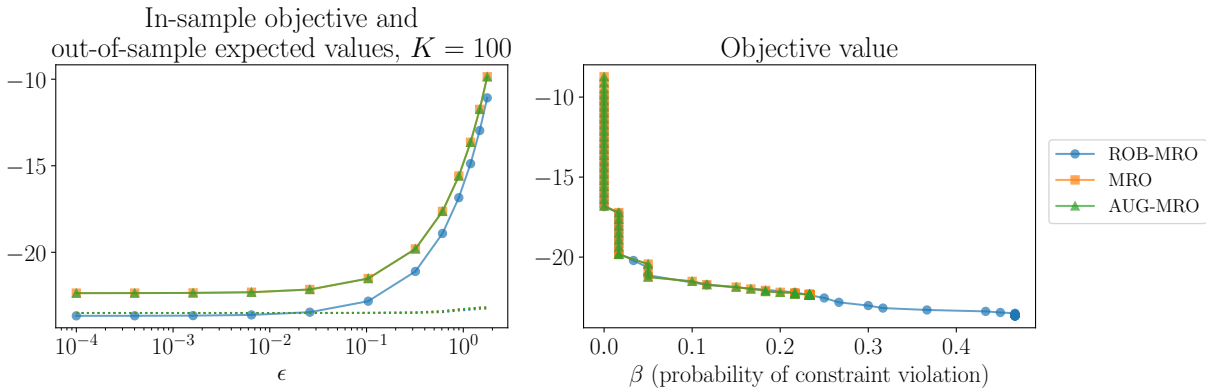 In-sample objective and
out-of-sample expected values, K = 100
−10
−15
−20
10⁻⁴
10⁻³
10⁻²
10⁻¹
10⁰
ϵ
Objective value
−10
−15
−20
0.0
0.1
0.2
0.3
0.4
β (probability of constraint violation)
ROB-MRO
MRO
AUG-MRO